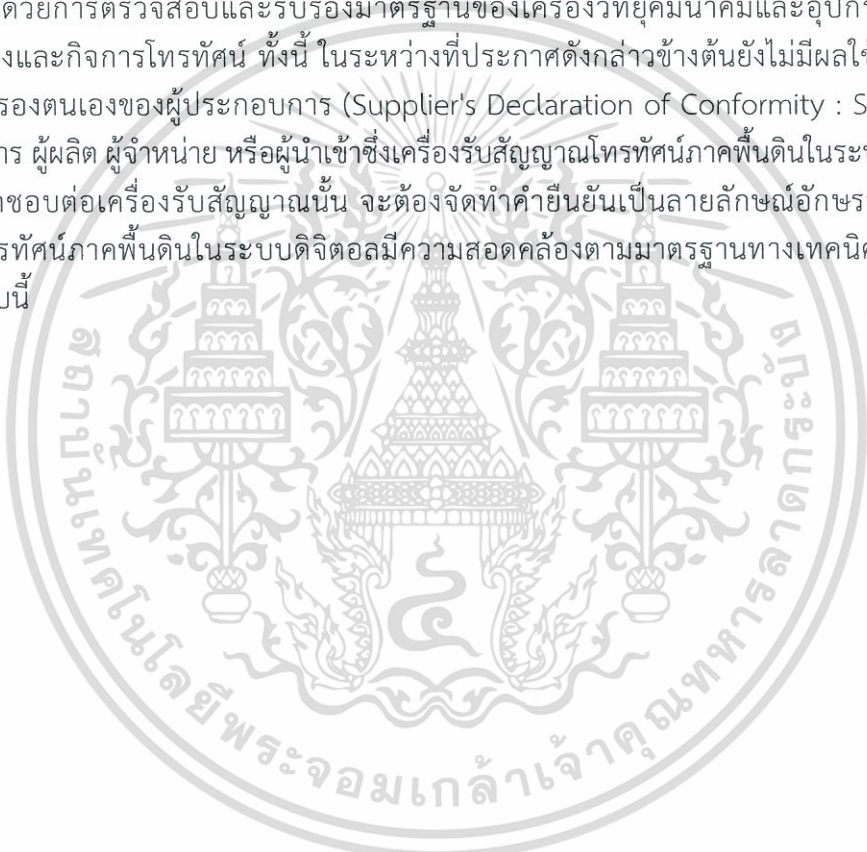 ด้วยการตรวจสอบและรับรองมาตรฐานของเครื่องวิทยุคมนาคมและอุปกร
งและกิจการโทรทัศน์ ทั้งนี้ ในระหว่างที่ประกาศดังกล่าวข้างต้นยังไม่มีผลใช้
รองตนเองของผู้ประกอบการ (Supplier's Declaration of Conformity : S
าร ผู้ผลิต ผู้จำหน่าย หรือผู้นำเข้าซึ่งเครื่องรับสัญญาณโทรทัศน์ภาคพื้นดินในระบ
าชอบต่อเครื่องรับสัญญาณนั้น จะต้องจัดทำคำยืนยันเป็นลายลักษณ์อักษร
รทัศน์ภาคพื้นดินในระบบดิจิตอลมีความสอดคล้องตามมาตรฐานทางเทคนิค
บนี้
สถาบันเทคโนโลยีพระจอมเกล้าเจ้าคุณทหารลาดกระบัง
๔